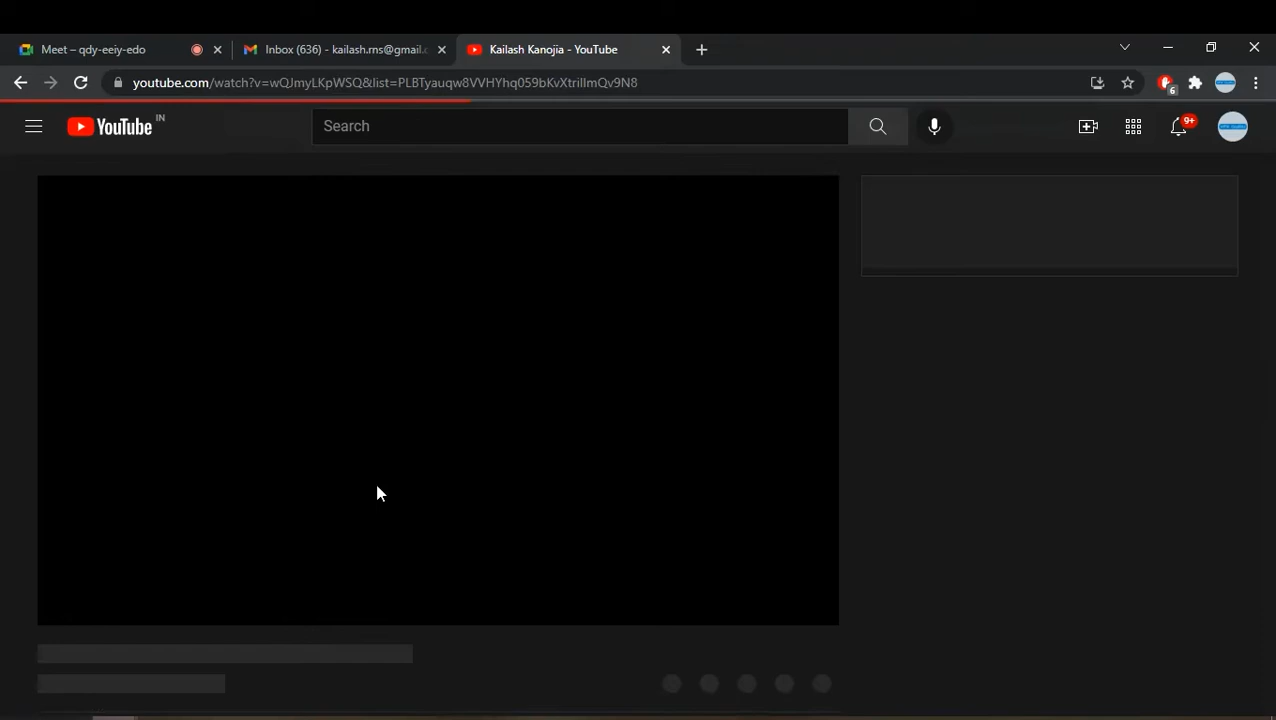 Meet – qdy-eeiy-edo
Inbox (636) - kailash.rns@gmail.c
Kailash Kanojia - YouTube
youtube.com/watch?v=wQJmyLKpWSQ&list=PLBTyauqw8VVHYhq059bKvXtrillmQv9N8
6
YouTube IN
Search
9+